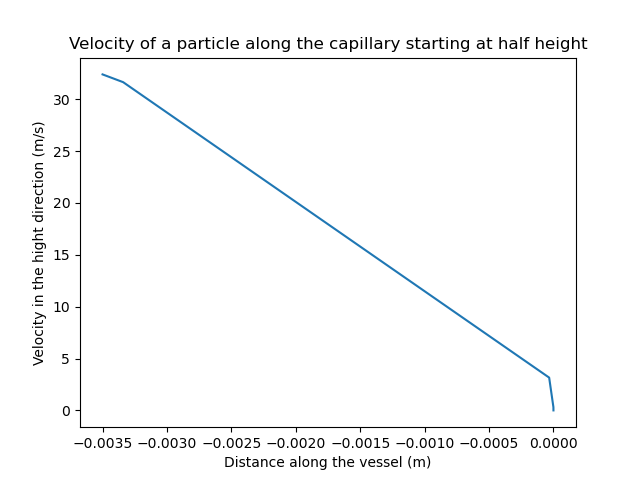 Velocity of a particle along the capillary starting at half height
Velocity in the hight direction (m/s)
30
25
20
15
10
5
0
−0.0035 −0.0030 −0.0025 −0.0020 −0.0015 −0.0010 −0.0005 0.0000
Distance along the vessel (m)